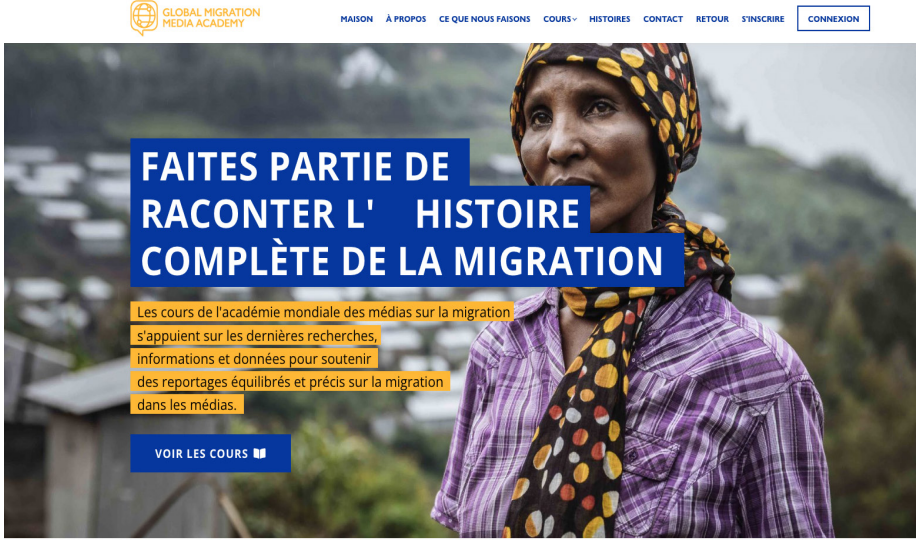 GLOBAL MIGRATION
MEDIA ACADEMY
MAISON À PROPOS CE QUE NOUS FAISONS COURS HISTOIRES CONTACT RETOUR S'INSCRIRE CONNEXION
FAITES PARTIE DE
RACONTER L' HISTOIRE
COMPLÈTE DE LA MIGRATION
Les cours de l'académie mondiale des médias sur la migration
s'appuient sur les dernières recherches,
informations et données pour soutenir
des reportages équilibrés et précis sur la migration
dans les médias.
VOIR LES COURS